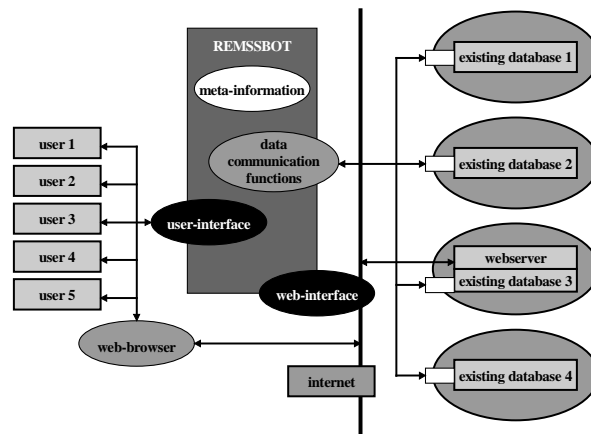 REMSSBOT
meta-information
data
communication
functions
user 1
user 2
user 3
user 4
user 5
user-interface
web-interface
web-browser
internet
existing database 1
existing database 2
webserver
existing database 3
existing database 4